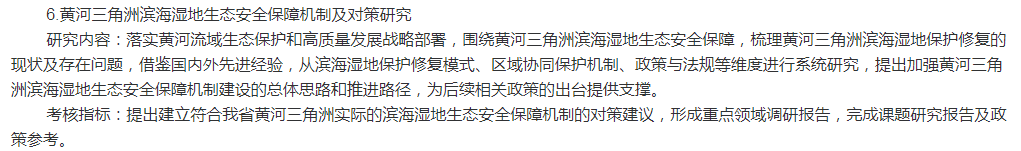 6.黄河三角洲滨海湿地生态安全保障机制及对策研究
研究内容：落实黄河流域生态保护和高质量发展战略部署，围绕黄河三角洲滨海湿地生态安全保障，梳理黄河三角洲滨海湿地保护修复的
现状及存在问题，借鉴国内外先进经验，从滨海湿地保护修复模式、区域协同保护机制、政策与法规等维度进行系统研究，提出加强黄河三角
洲滨海湿地生态安全保障机制建设的总体思路和推进路径，为后续相关政策的出台提供支撑。
考核指标：提出建立符合我省黄河三角洲实际的滨海湿地生态安全保障机制的对策建议，形成重点领域调研报告，完成课题研究报告及政
策参考。